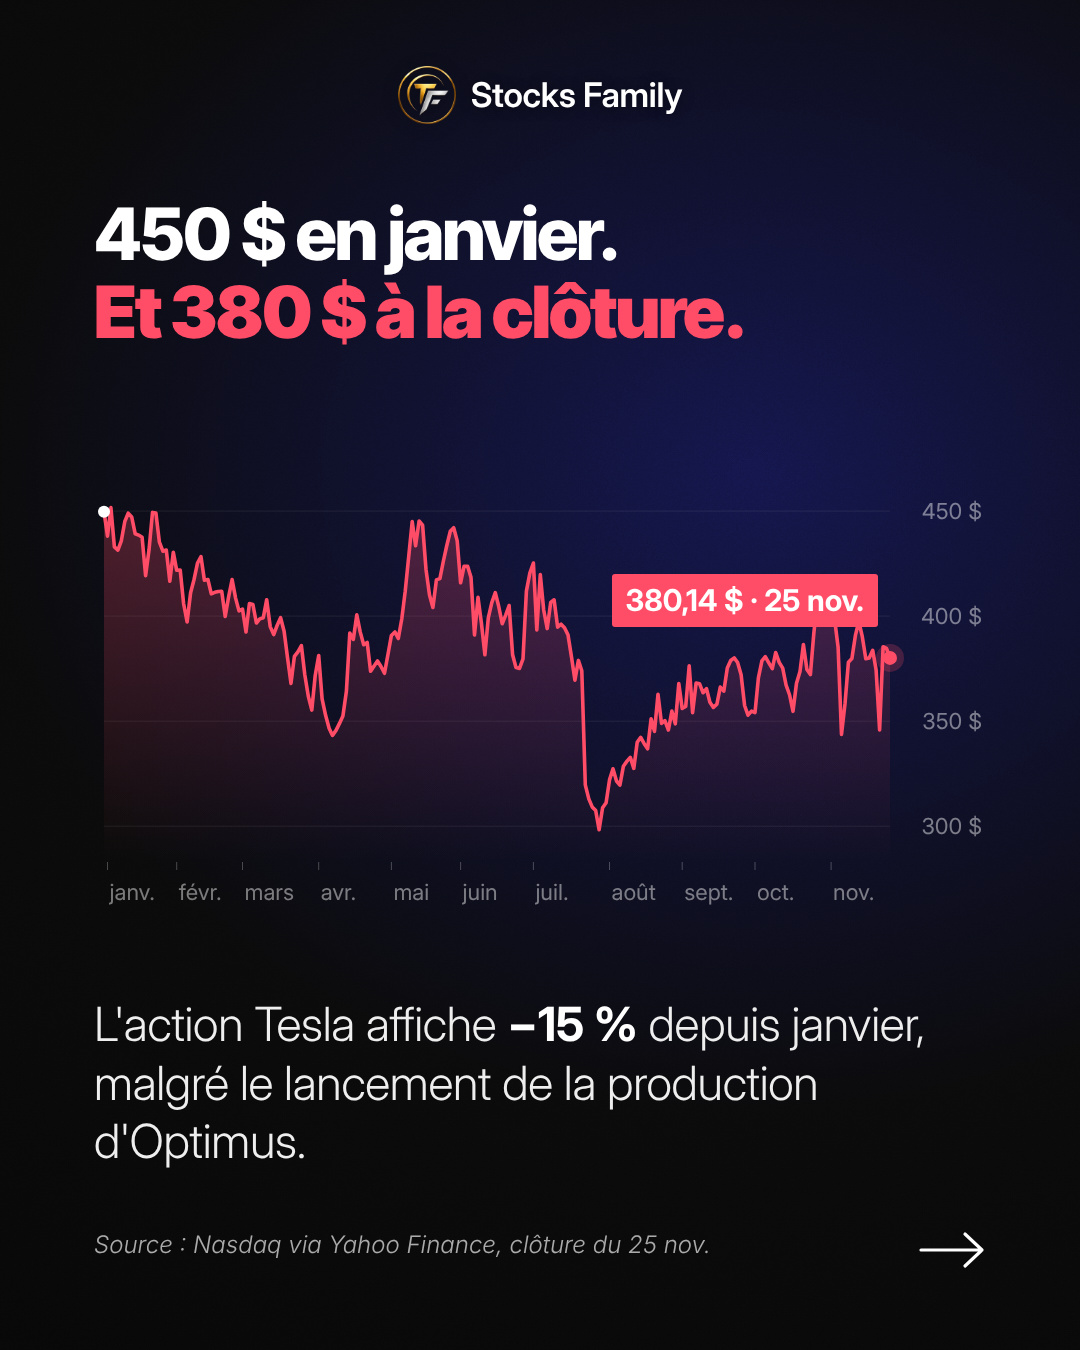 TF Stocks Family
450 $ en janvier.
Et 380 $ à la clôture.
450 $
380,14 $ · 25 nov.
400 $
350 $
300 $
janv. févr. mars avr. mai juin juil. août sept. oct. nov.
L'action Tesla affiche −15 % depuis janvier,
malgré le lancement de la production
d'Optimus.
Source : Nasdaq via Yahoo Finance, clôture du 25 nov.